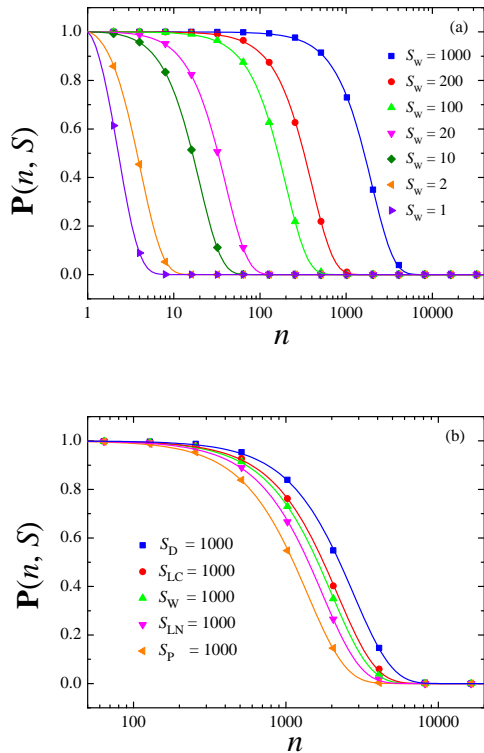 (a)
1.0
0.8
0.6
0.4
0.2
0.0
P(n, S)
S_W = 1000
S_W = 200
S_W = 100
S_W = 20
S_W = 10
S_W = 2
S_W = 1
1 10 100 1000 10000
n
(b)
1.0
0.8
0.6
0.4
0.2
0.0
P(n, S)
S_D = 1000
S_LC = 1000
S_W = 1000
S_LN = 1000
S_P = 1000
100 1000 10000
n